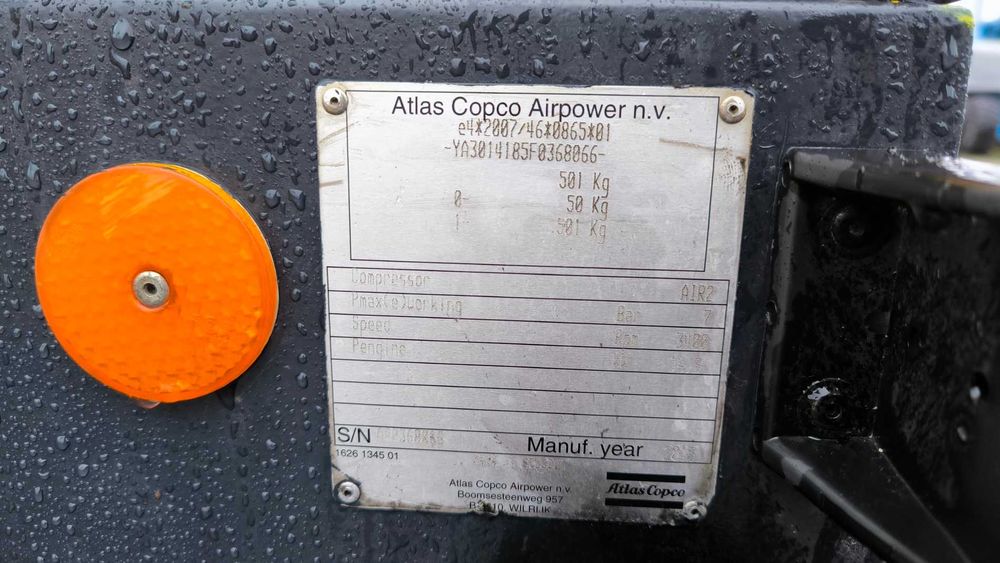 Atlas Copco Airpower n.v.
e4*2007/46*0865*01
-YA3014185F0368066-
501 Kg
0- 50 Kg
1- 501 Kg
Compressor AIR2
Pmax(e)working Bar 7
Speed Rpm
Pengine
S/N
Manuf. year
1626 1345 01
Atlas Copco Airpower n.v.
Boomsesteenweg 957
WILRIJK
Atlas Copco